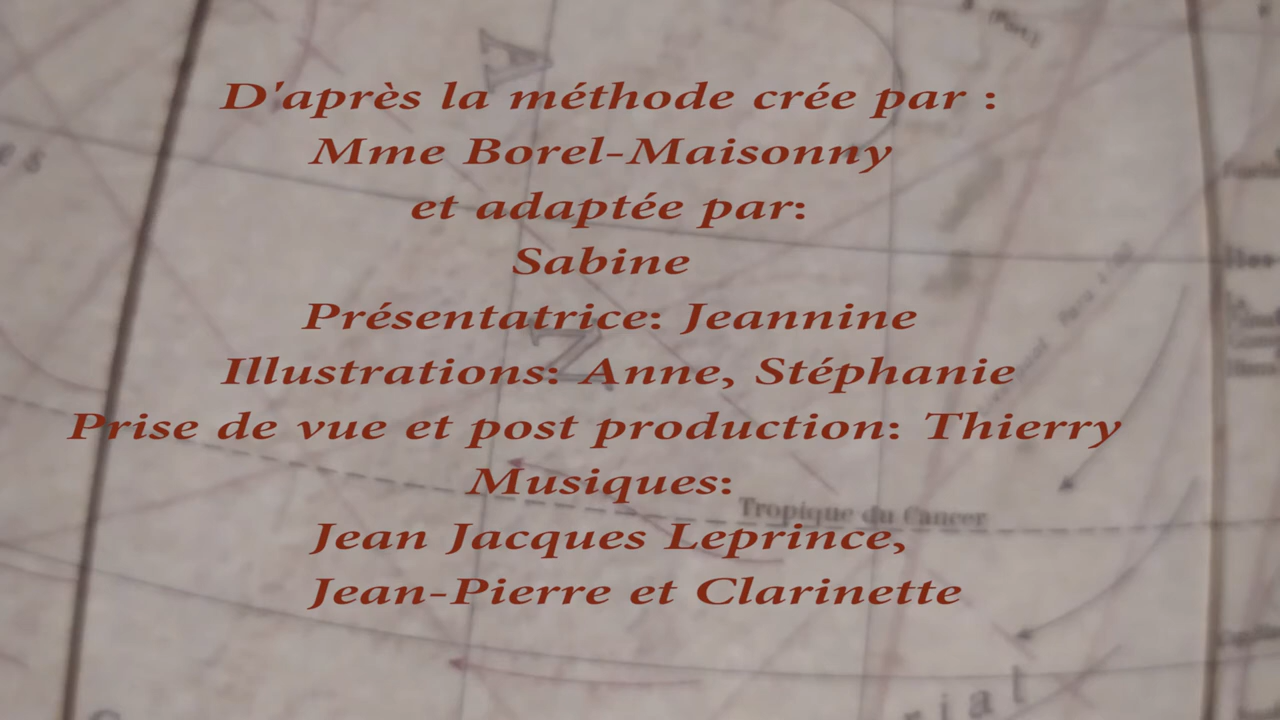 D'après la méthode crée par :
Mme Borel-Maisonny
et adaptée par:
Sabine
Présentatrice: Jeannine
Illustrations: Anne, Stéphanie
Prise de vue et post production: Thierry
Musiques:
Tropique du Cancer
Jean Jacques Leprince,
Jean-Pierre et Clarinette